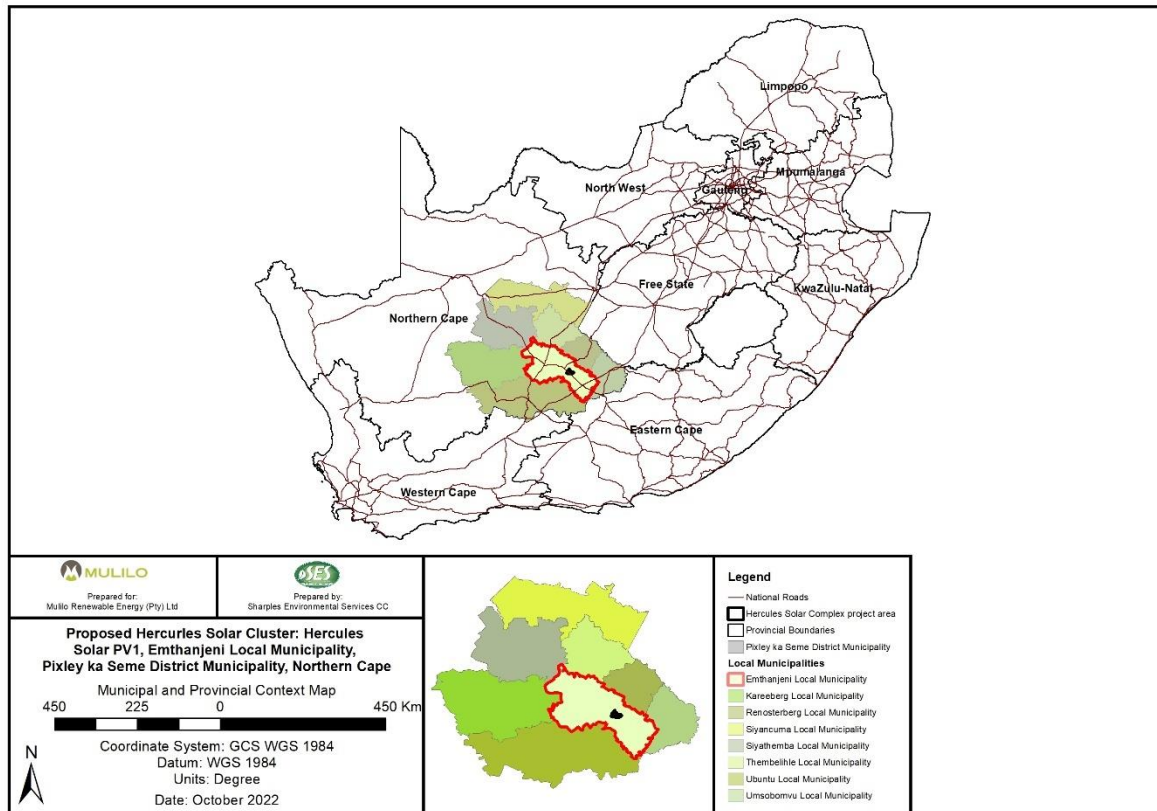 Limpopo
Mpumalanga
North West
Gauteng
Free State
KwaZulu-Natal
Northern Cape
Eastern Cape
Western Cape
MULILO
Prepared for:
Mulilo Renewable Energy (Pty) Ltd
SES
Prepared by:
Sharples Environmental Services CC
Proposed Hercurles Solar Cluster: Hercules
Solar PV1, Emthanjeni Local Municipality,
Pixley ka Seme District Municipality, Northern Cape
Municipal and Provincial Context Map
450 225 0 450 Km
Coordinate System: GCS WGS 1984
Datum: WGS 1984
Units: Degree
Date: October 2022
N
Legend
National Roads
Hercules Solar Complex project area
Provincial Boundaries
Pixley ka Seme District Municipality
Local Municipalities
Emthanjeni Local Municipality
Kareeberg Local Municipality
Renosterberg Local Municipality
Siyancuma Local Municipality
Siyathemba Local Municipality
Thembelihle Local Municipality
Ubuntu Local Municipality
Umsobomvu Local Municipality